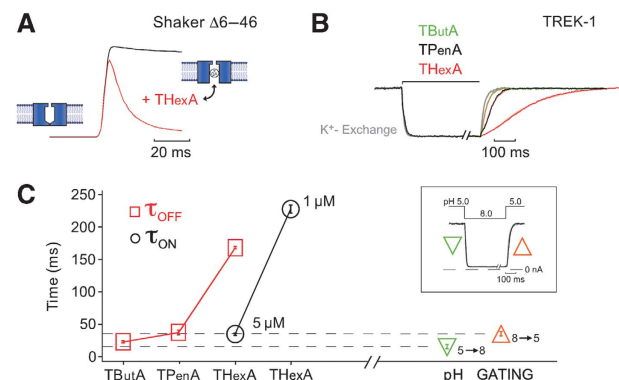 A
Shaker Δ6–46
+ THexA
20 ms
B
TREK-1
TButA
TPenA
THexA
K+- Exchange
100 ms
C
250
200
150
100
50
0
Time (ms)
τOFF
τON
1 µM
5 µM
TButA
TPenA
THexA
THexA
pH
GATING
5→8
8→5
pH 5.0
8.0
5.0
0 nA
100 ms